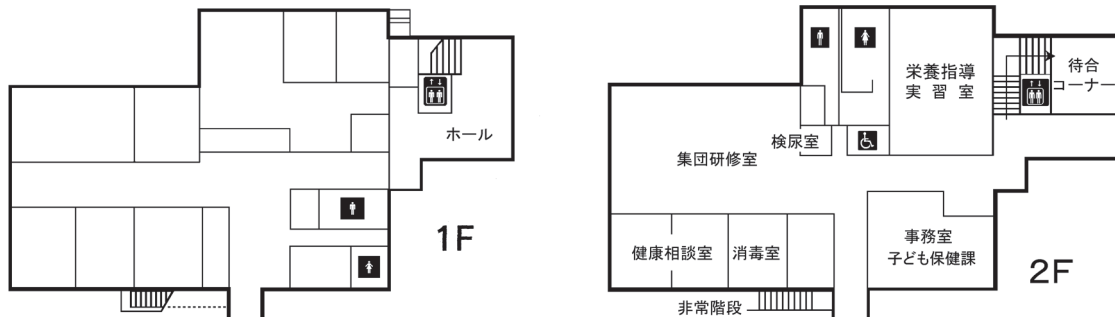 ホール
1F
栄養指導
実習室
待合
コーナー
検尿室
集団研修室
健康相談室
消毒室
事務室
子ども保健課
非常階段
2F